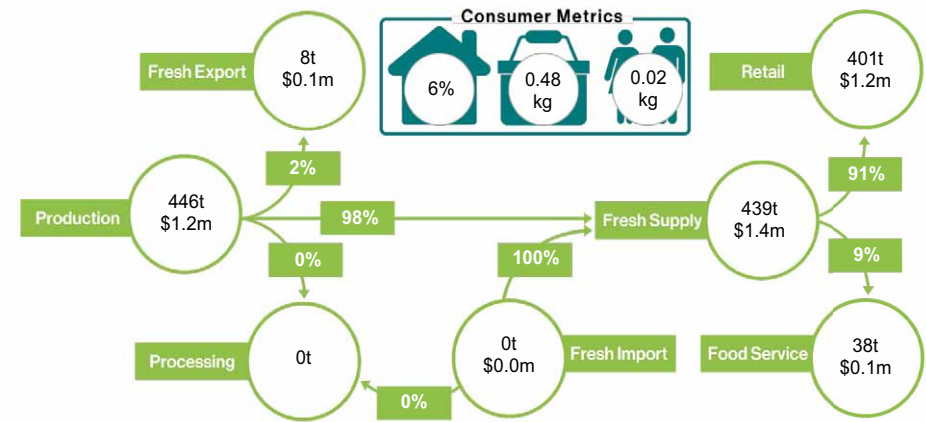 Consumer Metrics
Fresh Export
8t
$0.1m
6%
0.48
kg
0.02
kg
Retail
401t
$1.2m
2%
91%
Production
446t
$1.2m
98%
Fresh Supply
439t
$1.4m
0%
100%
9%
Processing
0t
0t
$0.0m
Fresh Import
Food Service
38t
$0.1m
0%